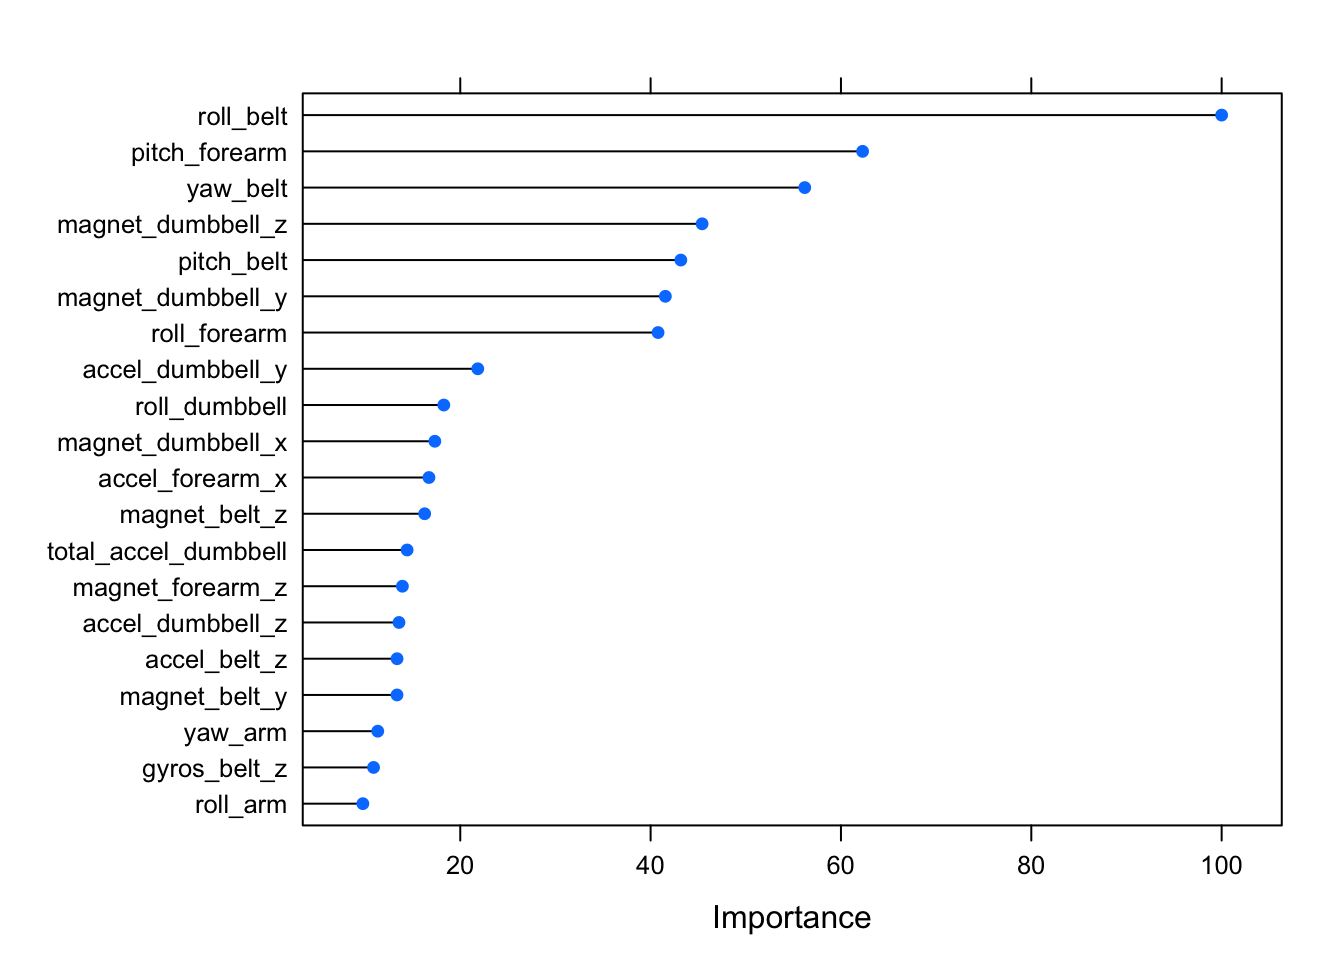 roll_belt
pitch_forearm
yaw_belt
magnet_dumbbell_z
pitch_belt
magnet_dumbbell_y
roll_forearm
accel_dumbbell_y
roll_dumbbell
magnet_dumbbell_x
accel_forearm_x
magnet_belt_z
total_accel_dumbbell
magnet_forearm_z
accel_dumbbell_z
accel_belt_z
magnet_belt_y
yaw_arm
gyros_belt_z
roll_arm
20 40 60 80 100
Importance